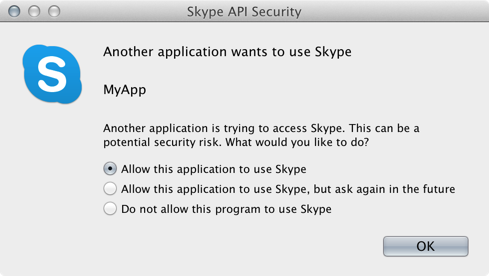 Skype API Security
Another application wants to use Skype
MyApp
Another application is trying to access Skype. This can be a
potential security risk. What would you like to do?
Allow this application to use Skype
Allow this application to use Skype, but ask again in the future
Do not allow this program to use Skype
OK